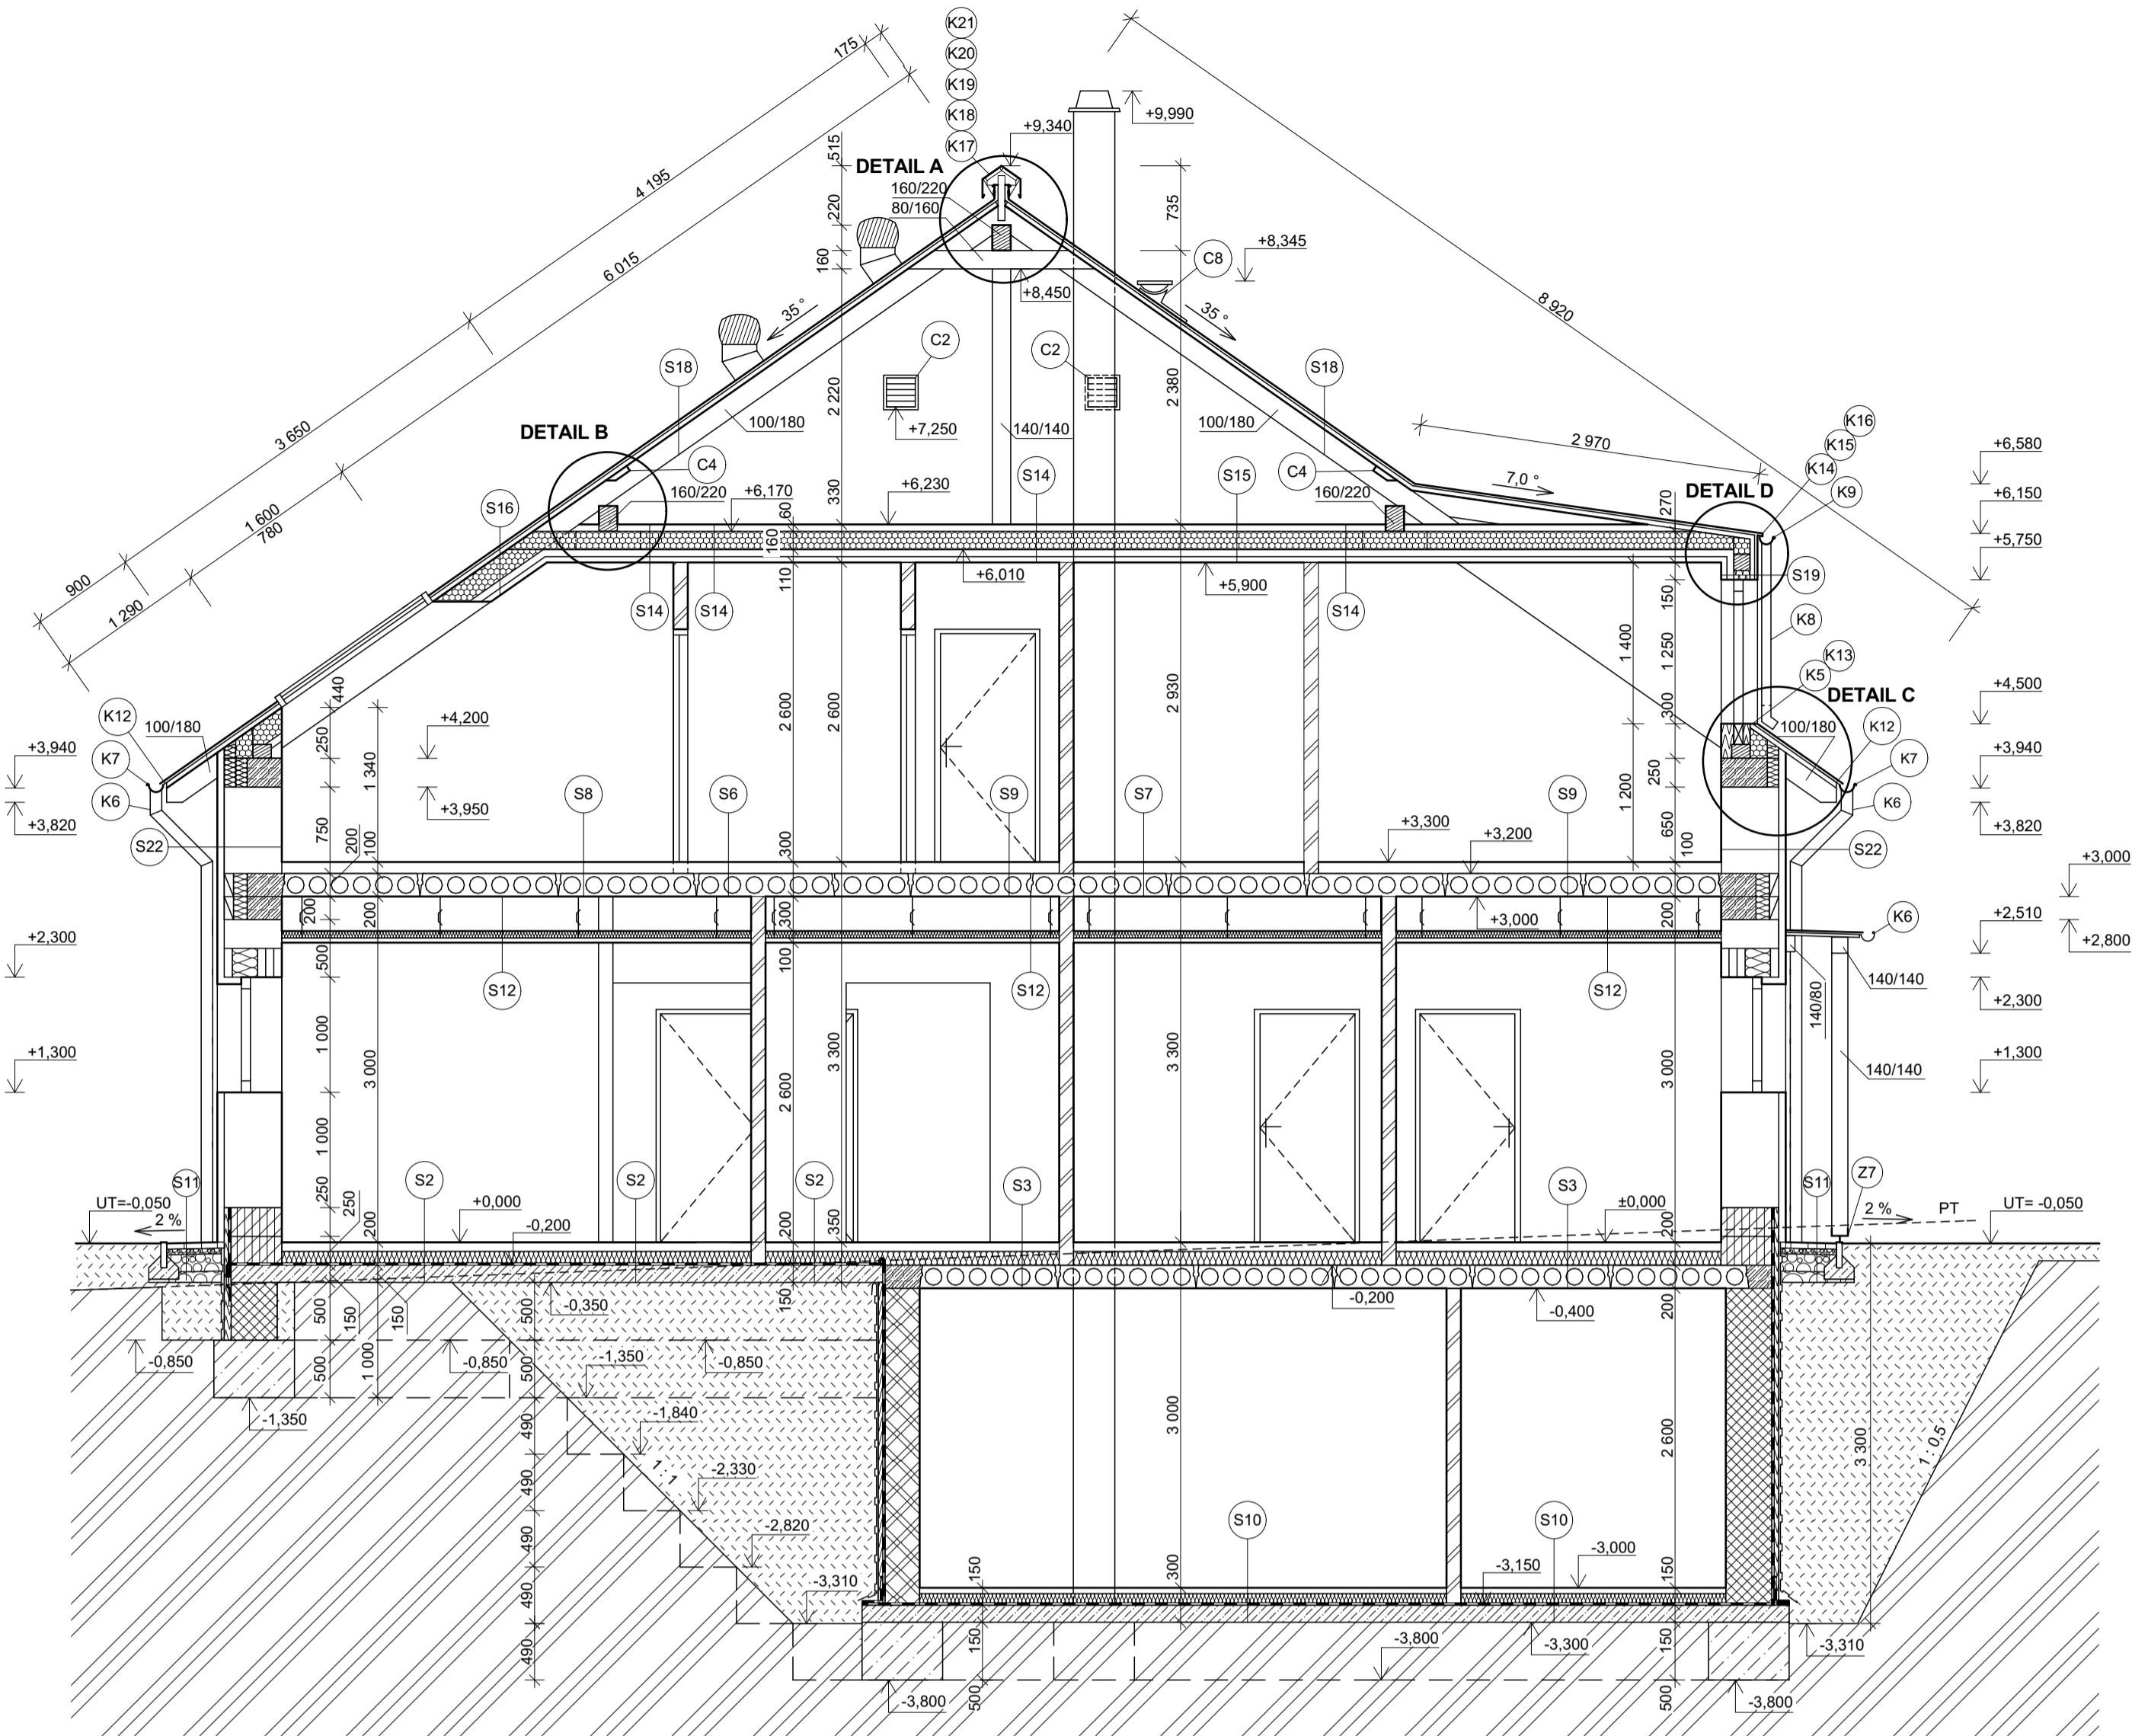 K21
K20
K19
K18
K17
175
4 195
6 015
3 650
1 600
780
900
1 290
8 920
+9,990
+9,340
515
DETAIL A
160/220
80/160
220
160
735
+8,345
C8
+8,450
35 °
35 °
C2
C2
S18
S18
2 220
2 380
100/180
+7,250
140/140
100/180
2 970
K16
K15
K14
K9
+6,580
+6,150
+5,750
7,0 °
DETAIL B
C4
160/220
+6,170
60
+6,230
330
S14
S15
C4
160/220
DETAIL D
270
S16
160
110
+6,010
+5,900
S14
S14
S14
S19
150
K8
1 400
1 250
K13
K5
DETAIL C
440
K12
100/180
250
1 340
+4,200
2 600
2 600
2 930
300
100/180
K12
+4,500
+3,940
K7
K6
+3,820
+3,950
S8
S6
S9
S7
S9
1 200
250
K7
K6
+3,940
+3,820
S22
750
200
100
300
+3,300
+3,200
650
100
S22
+3,000
200
200
300
+3,000
200
K6
+2,510
+2,800
+2,300
500
S12
100
S12
S12
140/80
140/140
+2,300
+1,300
1 000
3 000
2 600
3 300
3 300
3 000
140/140
+1,300
1 000
S11
S2
S2
S2
S3
S3
S11
Z7
UT=-0,050
2 %
250
250
200
+0,000
-0,200
200
350
±0,000
200
2 %
PT
UT= -0,050
500
150
150
500
-0,350
150
-0,200
-0,400
200
-0,850
500
1 000
-0,850
500
-1,350
-0,850
-1,350
490
-1,840
3 000
2 600
3 300
1 : 0,5
1 : 1
490
-2,330
490
-2,820
S10
S10
490
-3,310
150
300
-3,150
-3,000
150
490
150
-3,800
-3,300
150
-3,310
500
-3,800
500
-3,800